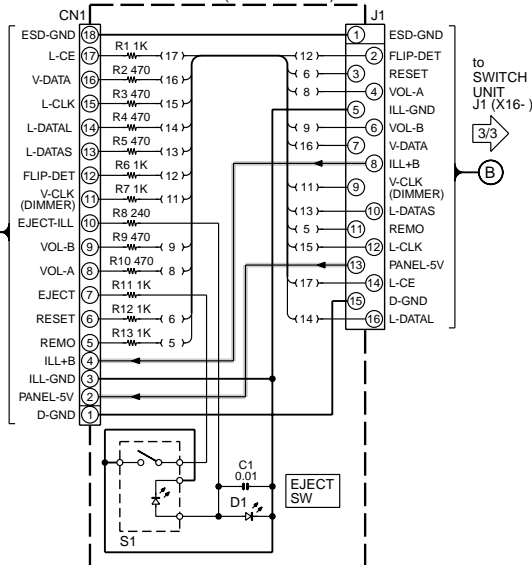 CN1
ESD-GND 18
L-CE 17 R1 1K 17
V-DATA 16 R2 470 16
L-CLK 15 R3 470 15
L-DATAL 14 R4 470 14
L-DATAS 13 R5 470 13
FLIP-DET 12 R6 1K 12
V-CLK
(DIMMER) 11 R7 1K 11
EJECT-ILL 10 R8 240
VOL-B 9 R9 470 9
VOL-A 8 R10 470 8
EJECT 7 R11 1K
RESET 6 R12 1K 6
REMO 5 R13 1K 5
ILL+B 4
ILL-GND 3
PANEL-5V 2
D-GND 1
J1
1 ESD-GND
12 2 FLIP-DET
6 3 RESET
8 4 VOL-A
5 ILL-GND
9 6 VOL-B
16 7 V-DATA
8 ILL+B
11 9 V-CLK
(DIMMER)
13 10 L-DATAS
5 11 REMO
15 12 L-CLK
13 PANEL-5V
17 14 L-CE
15 D-GND
14 16 L-DATAL
to
SWITCH
UNIT
J1 (X16- )
3/3
B
C1
0.01
D1
S1
EJECT
SW